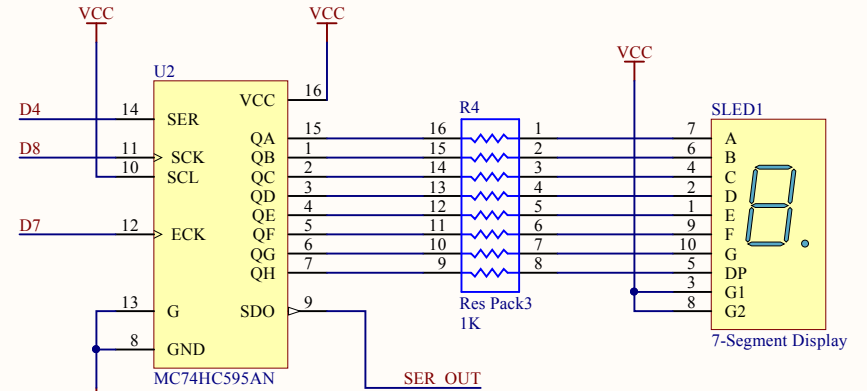 VCC
VCC
VCC
U2
R4
SLED1
D4
14
SER
VCC
16
D8
11
SCK
10
SCL
D7
12
ECK
13
G
8
GND
QA
15
16
1
7
A
QB
1
15
2
6
B
QC
2
14
3
4
C
QD
3
13
4
2
D
QE
4
12
5
1
E
QF
5
11
6
9
F
QG
6
10
7
10
G
QH
7
9
8
5
DP
3
G1
8
G2
SDO
9
Res Pack3
1K
MC74HC595AN
SER_OUT
7-Segment Display